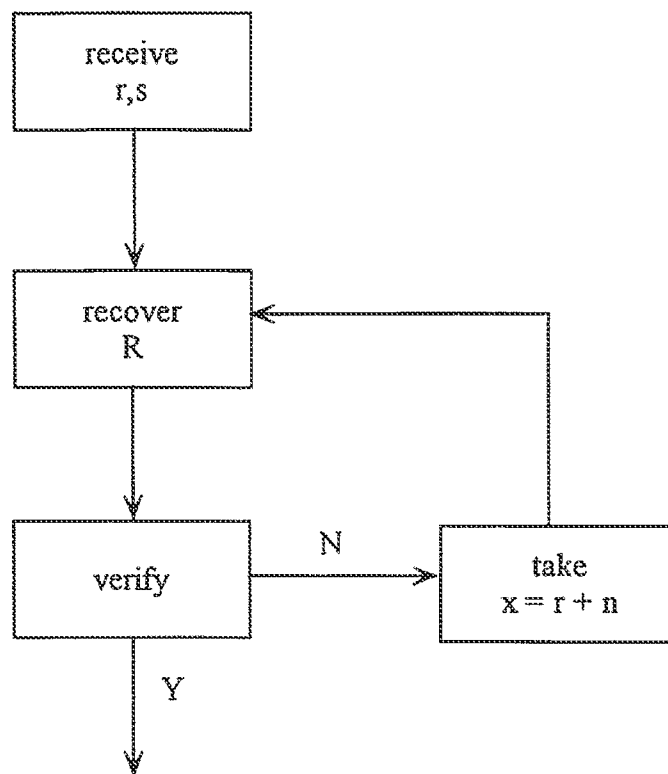 receive
r,s
recover
R
verify
N
take
x = r + n
Y